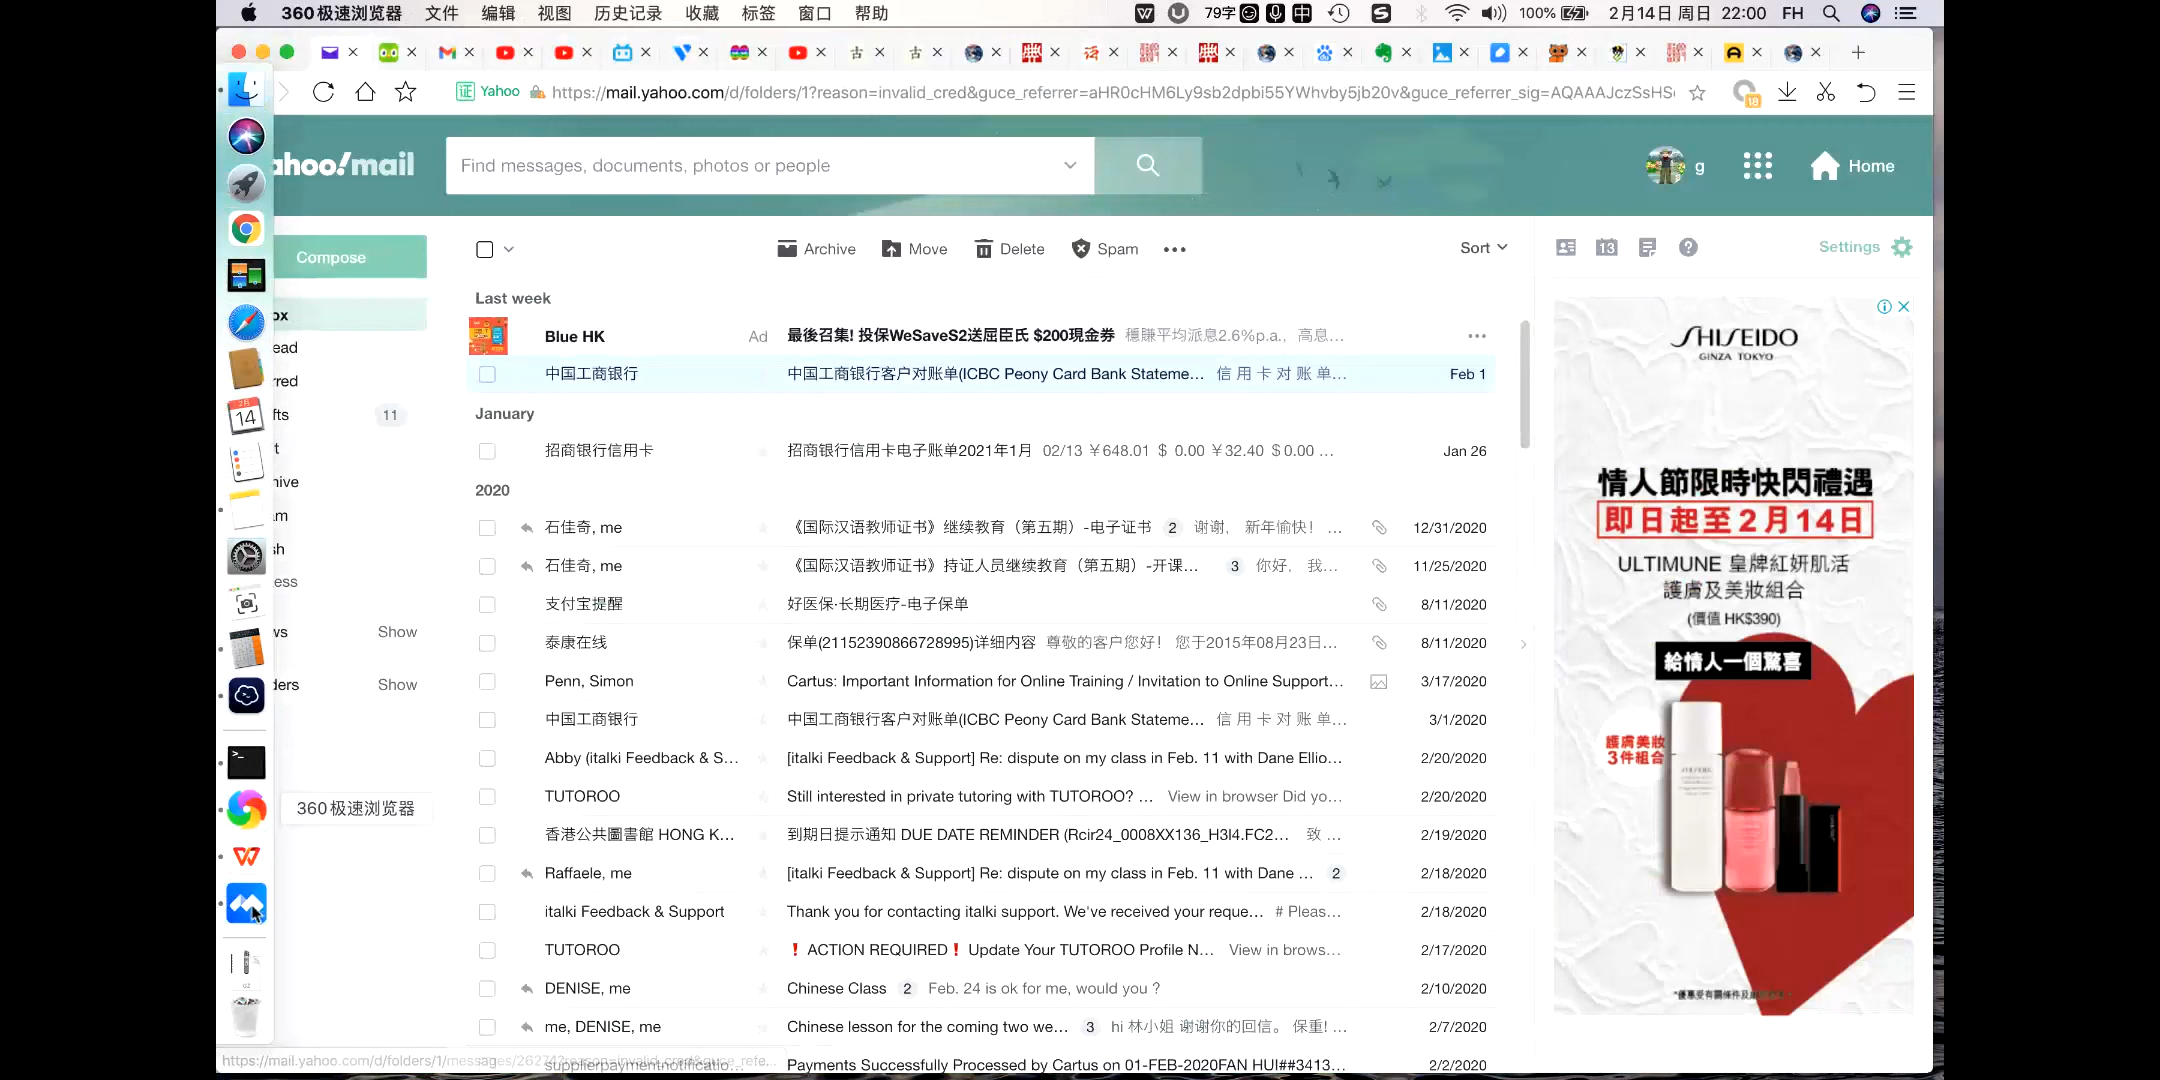 360极速浏览器 文件 编辑 视图 历史记录 收藏 标签 窗口 帮助 79字 中 100% 2月14日 周日 22:00 FH
证 Yahoo https://mail.yahoo.com/d/folders/1?reason=invalid_cred&guce_referrer=aHR0cHM6Ly9sb2dpbi55YWhvby5jb20v&guce_referrer_sig=AQAAAJczSsHS 18
ahoo!mail Find messages, documents, photos or people g Home
Compose
Archive Move Delete Spam ••• Sort
13 Settings
ox
ead
rred
fts 11
t
hive
m
sh
ess
ws Show
ders Show
360极速浏览器
Last week
Blue HK Ad 最後召集! 投保WeSaveS2送屈臣氏 $200現金券 穩賺平均派息2.6%p.a., 高息…
中国工商银行 中国工商银行客户对账单(ICBC Peony Card Bank Stateme… 信 用 卡 对 账 单… Feb 1
January
招商银行信用卡 招商银行信用卡电子账单2021年1月 02/13 ￥648.01 $ 0.00 ￥32.40 $0.00 … Jan 26
2020
石佳奇, me 《国际汉语教师证书》继续教育（第五期）-电子证书 2 谢谢， 新年愉快！ … 12/31/2020
石佳奇, me 《国际汉语教师证书》持证人员继续教育（第五期）-开课… 3 你好， 我… 11/25/2020
支付宝提醒 好医保·长期医疗-电子保单 8/11/2020
泰康在线 保单(21152390866728995)详细内容 尊敬的客户您好！ 您于2015年08月23日… 8/11/2020
Penn, Simon Cartus: Important Information for Online Training / Invitation to Online Support… 3/17/2020
中国工商银行 中国工商银行客户对账单(ICBC Peony Card Bank Stateme… 信 用 卡 对 账 单… 3/1/2020
Abby (italki Feedback & S… [italki Feedback & Support] Re: dispute on my class in Feb. 11 with Dane Ellio… 2/20/2020
TUTOROO Still interested in private tutoring with TUTOROO? … View in browser Did yo… 2/20/2020
香港公共圖書館 HONG K… 到期日提示通知 DUE DATE REMINDER (Rcir24_0008XX136_H3I4.FC2… 致 … 2/19/2020
Raffaele, me [italki Feedback & Support] Re: dispute on my class in Feb. 11 with Dane … 2 2/18/2020
italki Feedback & Support Thank you for contacting italki support. We've received your reque… # Pleas… 2/18/2020
TUTOROO ❗ ACTION REQUIRED❗ Update Your TUTOROO Profile N… View in brows… 2/17/2020
DENISE, me Chinese Class 2 Feb. 24 is ok for me, would you ? 2/10/2020
me, DENISE, me Chinese lesson for the coming two we… 3 hi 林小姐 谢谢你的回信。 保重! … 2/7/2020
supplierpaymentnotificatio… Payments Successfully Processed by Cartus on 01-FEB-2020FAN HUI##3413… 2/2/2020
SHISEIDO
GINZA TOKYO
情人節限時快閃禮遇
即日起至2月14日
ULTIMUNE 皇牌紅妍肌活
護膚及美妝組合
(價值 HK$390)
給情人一個驚喜
護膚美妝
3件組合